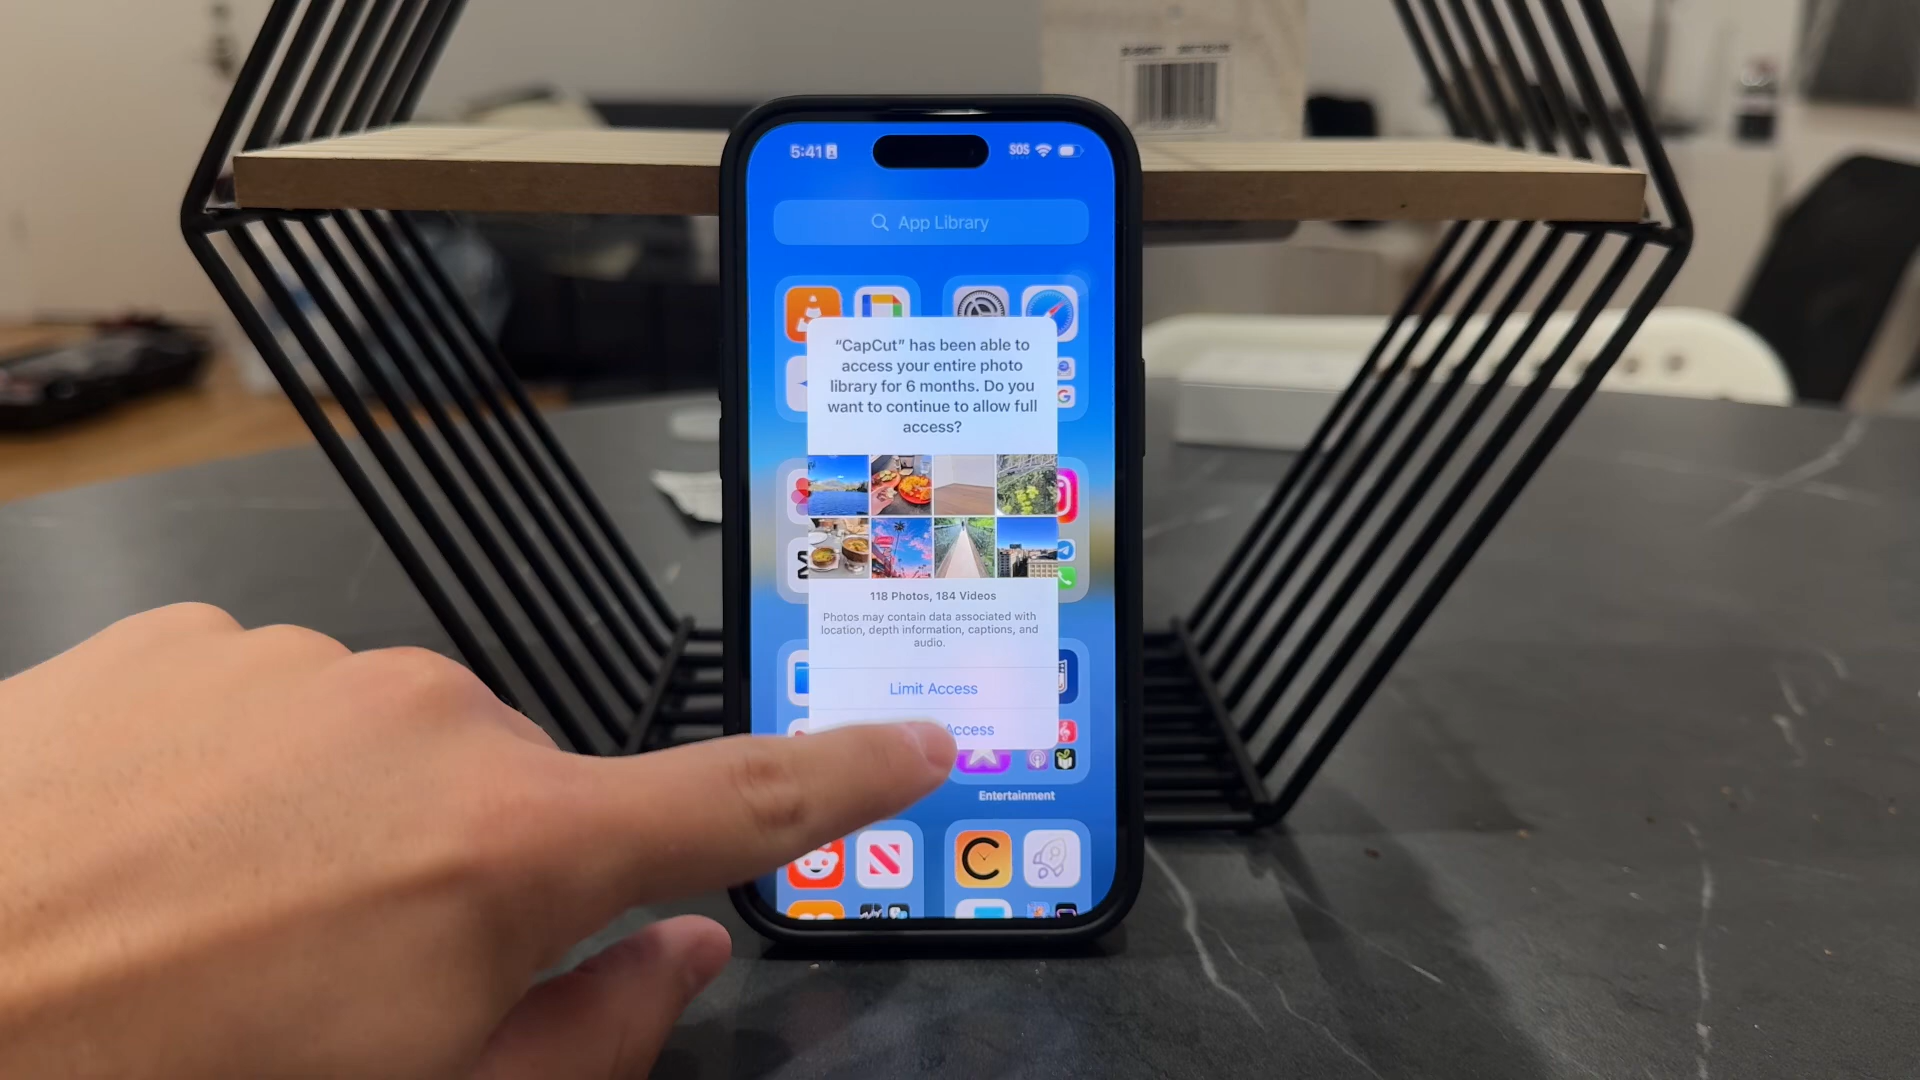 5:41
SOS
App Library
“CapCut” has been able to
access your entire photo
library for 6 months. Do you
want to continue to allow full
access?
118 Photos, 184 Videos
Photos may contain data associated with
location, depth information, captions, and
audio.
Limit Access
Access
Entertainment